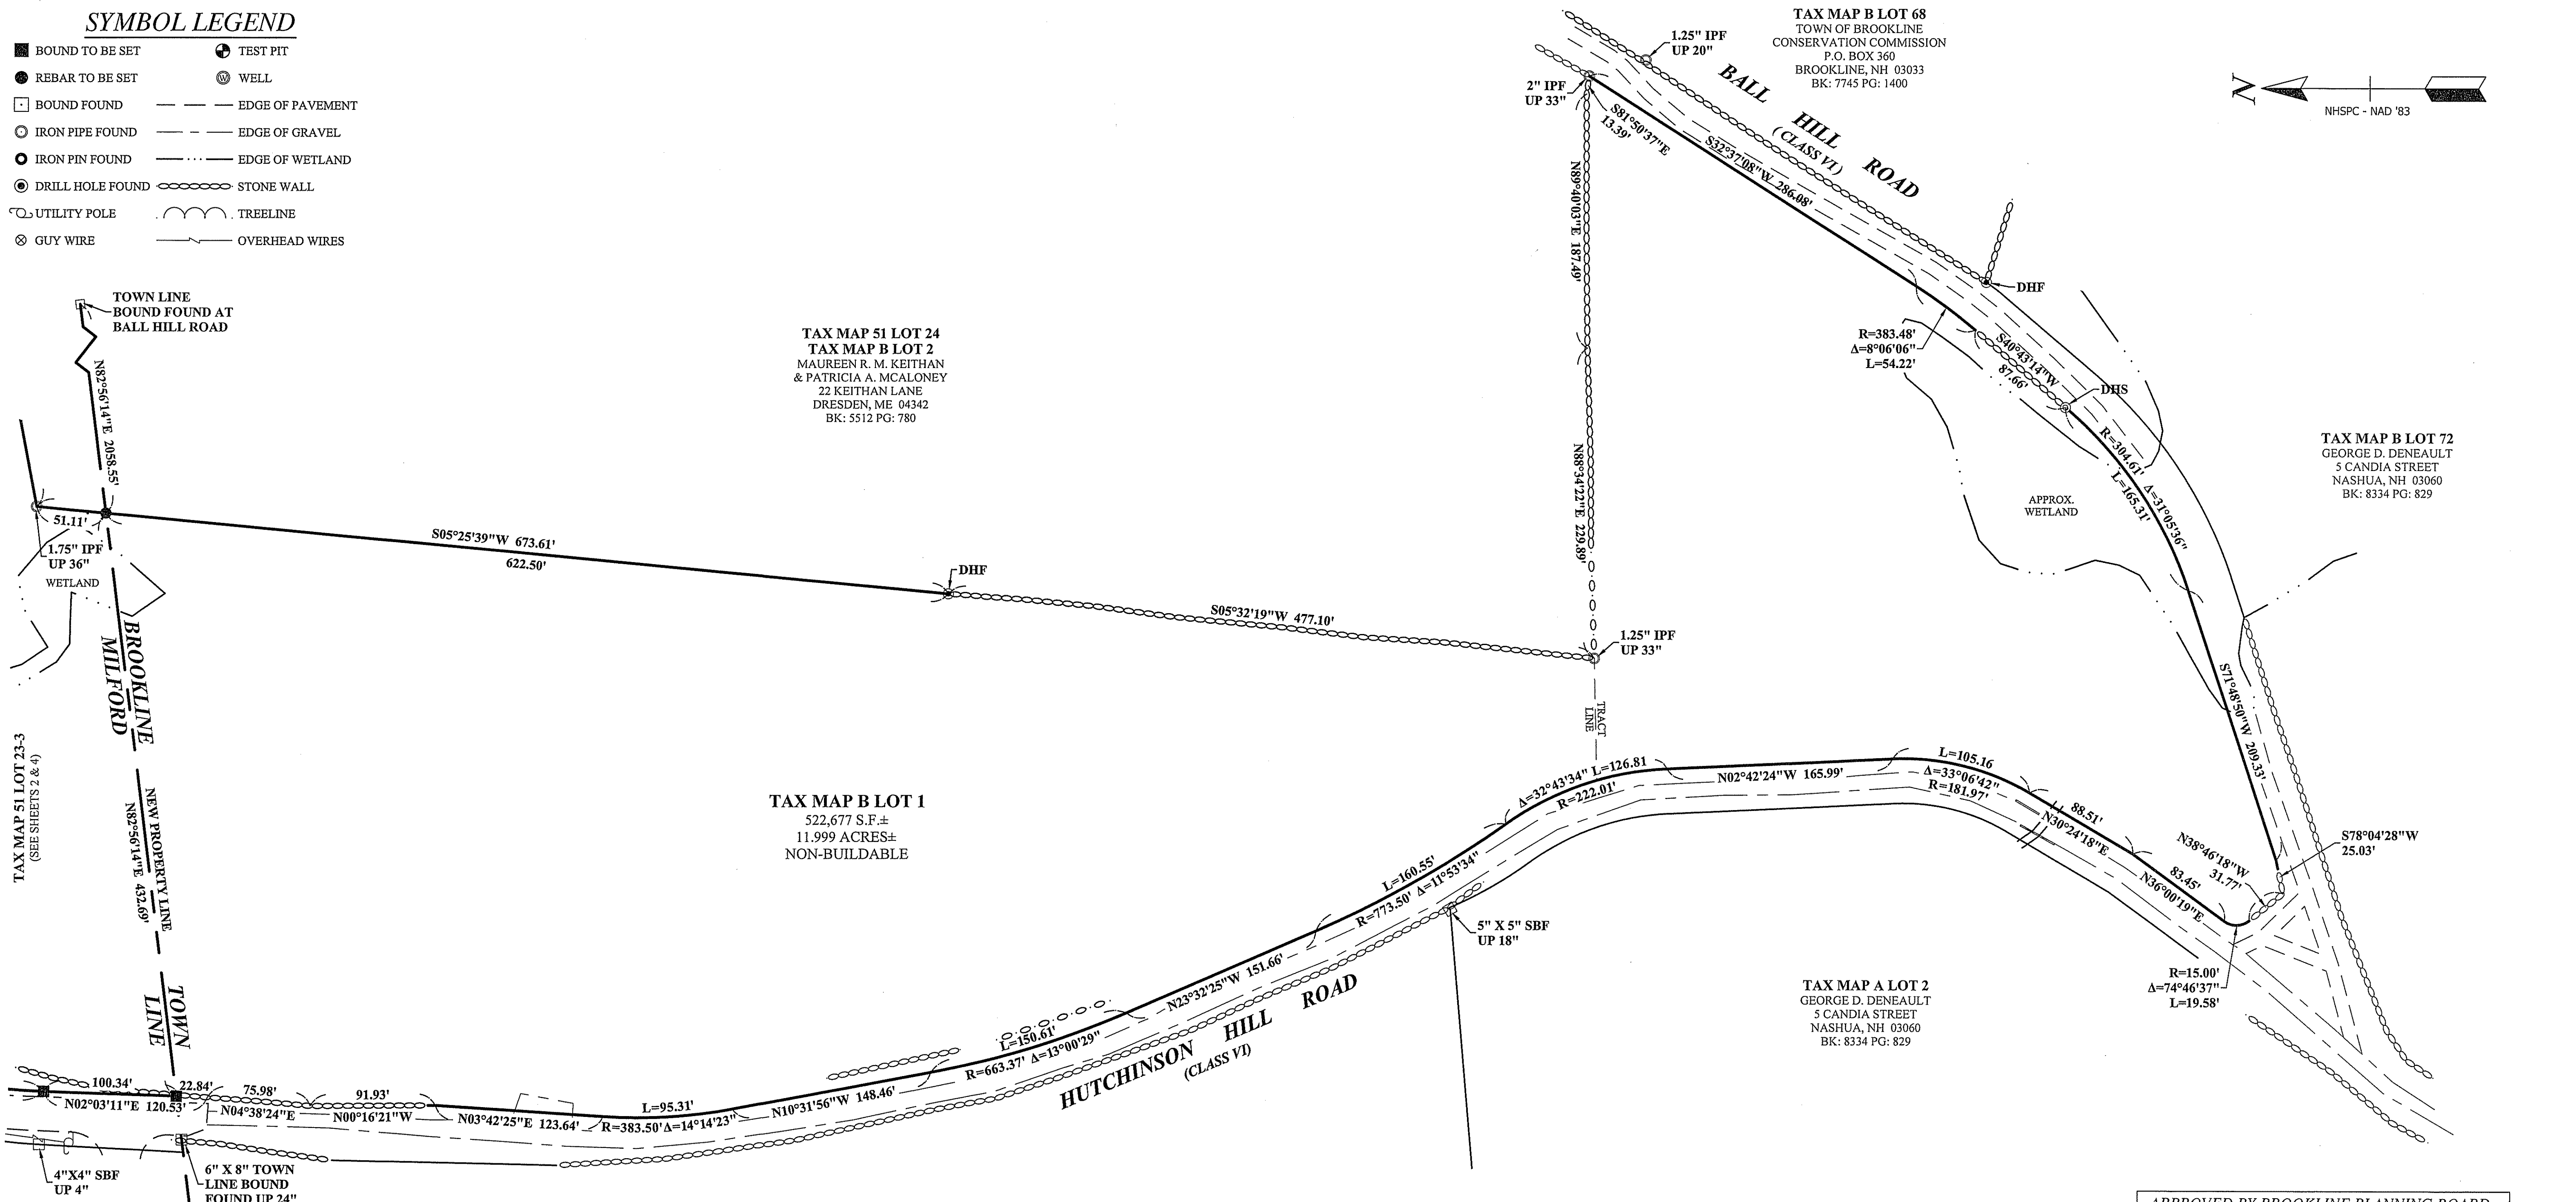 SYMBOL LEGEND
BOUND TO BE SET
TEST PIT
REBAR TO BE SET
WELL
BOUND FOUND
EDGE OF PAVEMENT
IRON PIPE FOUND
EDGE OF GRAVEL
IRON PIN FOUND
EDGE OF WETLAND
DRILL HOLE FOUND
STONE WALL
UTILITY POLE
TREELINE
GUY WIRE
OVERHEAD WIRES
TOWN LINE
BOUND FOUND AT
BALL HILL ROAD
N82°56'14"E 2058.55'
51.11'
1.75" IPF
UP 36"
WETLAND
S05°25'39"W 673.61'
622.50'
DHF
S05°32'19"W 477.10'
TAX MAP 51 LOT 24
TAX MAP B LOT 2
MAUREEN R. M. KEITHAN
& PATRICIA A. MCALONEY
22 KEITHAN LANE
DRESDEN, ME 04342
BK: 5512 PG: 780
1.25" IPF
UP 20"
2" IPF
UP 33"
TAX MAP B LOT 68
TOWN OF BROOKLINE
CONSERVATION COMMISSION
P.O. BOX 360
BROOKLINE, NH 03033
BK: 7745 PG: 1400
N
NHSPC - NAD '83
BALL HILL ROAD
(CLASS VI)
S81°50'37"E
13.39'
S32°37'08"W 286.08'
N89°40'03"E 187.49'
N88°34'22"E 229.89'
DHF
R=383.48'
Δ=8°06'06"
L=54.22'
S40°43'14"W
87.66'
DHS
R=304.61'
Δ=31°05'36"
L=165.31'
APPROX.
WETLAND
TAX MAP B LOT 72
GEORGE D. DENEAULT
5 CANDIA STREET
NASHUA, NH 03060
BK: 8334 PG: 829
1.25" IPF
UP 33"
TRACT
LINE
S71°48'50"W 209.33'
S78°04'28"W
25.03'
N38°46'18"W
31.77'
R=15.00'
Δ=74°46'37"
L=19.58'
83.45'
N36°00'19"E
88.51'
N30°24'18"E
L=105.16
Δ=33°06'42"
R=181.97'
N02°42'24"W 165.99'
Δ=32°43'34" L=126.81
R=222.01'
L=160.55'
R=773.50' Δ=11°53'34"
5" X 5" SBF
UP 18"
TAX MAP A LOT 2
GEORGE D. DENEAULT
5 CANDIA STREET
NASHUA, NH 03060
BK: 8334 PG: 829
N23°32'25"W 151.66'
HUTCHINSON HILL ROAD
(CLASS VI)
L=150.61'
R=663.37' Δ=13°00'29"
N10°31'56"W 148.46'
L=95.31'
R=383.50' Δ=14°14'23"
N03°42'25"E 123.64'
91.93'
N00°16'21"W
75.98'
N04°38'24"E
22.84'
100.34'
N02°03'11"E 120.53'
TAX MAP B LOT 1
522,677 S.F.±
11.999 ACRES±
NON-BUILDABLE
BROOKLINE
MILFORD
NEW PROPERTY LINE
N82°56'14"E 432.69'
TOWN
LINE
TAX MAP 51 LOT 23-3
(SEE SHEETS 2 & 4)
4"X4" SBF
UP 4"
6" X 8" TOWN
LINE BOUND
FOUND UP 24"
APPROVED BY BROOKLINE PLANNING BOARD